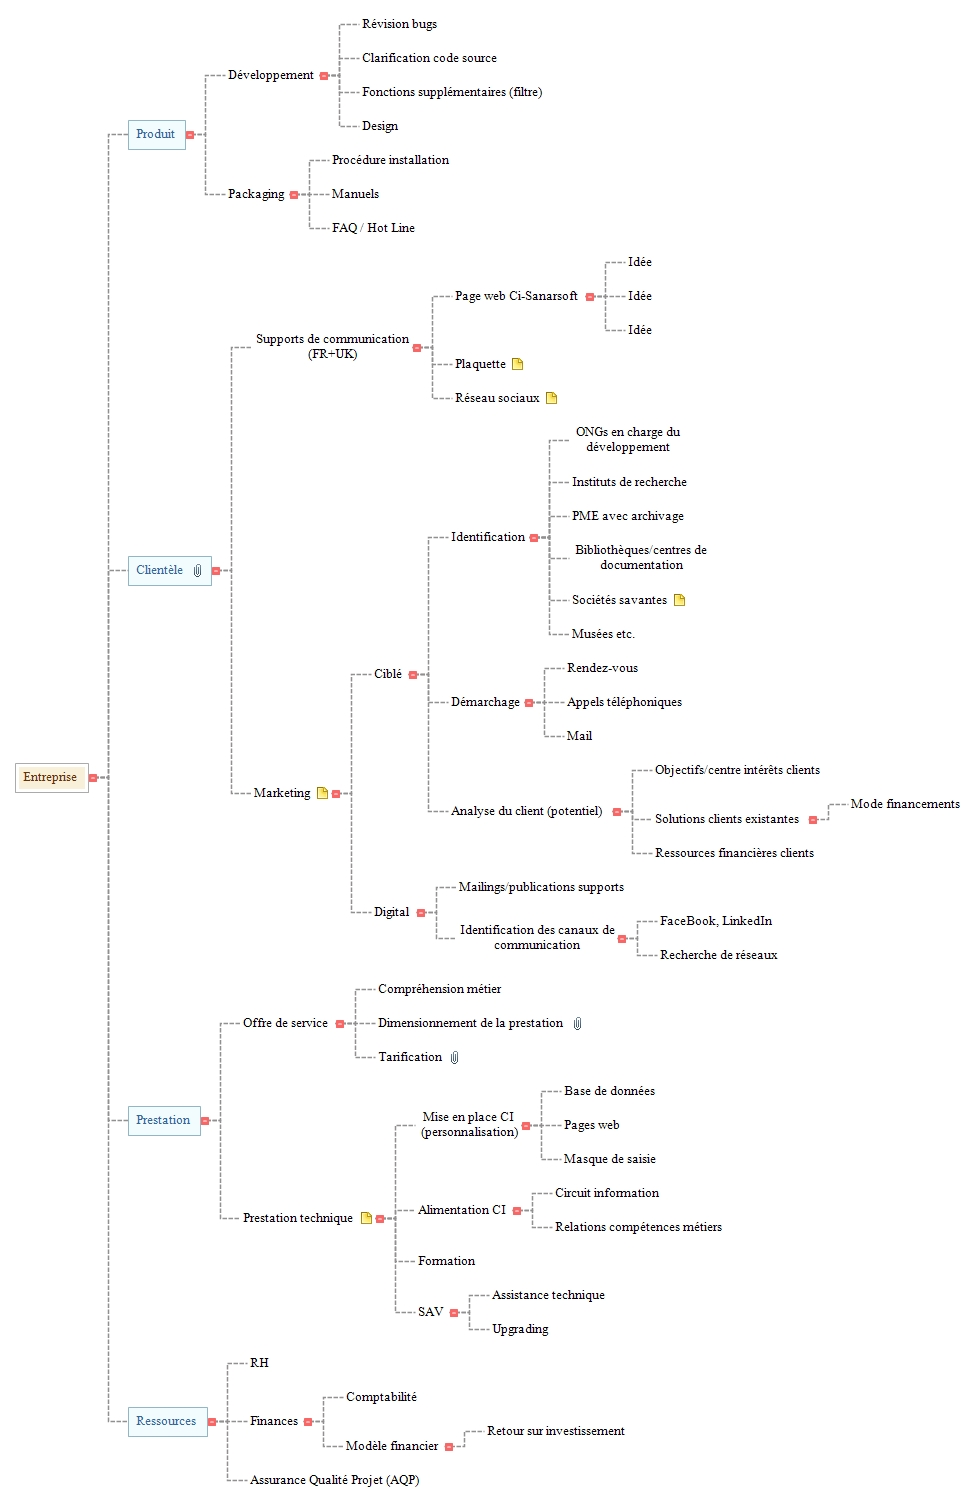 Révision bugs
Clarification code source
Développement
Fonctions supplémentaires (filtre)
Design
Produit
Procédure installation
Packaging
Manuels
FAQ / Hot Line
Idée
Page web Ci-Sanarsoft
Idée
Idée
Supports de communication
(FR+UK)
Plaquette
Réseau sociaux
ONGs en charge du
développement
Instituts de recherche
PME avec archivage
Identification
Bibliothèques/centres de
documentation
Clientèle
Sociétés savantes
Musées etc.
Ciblé
Rendez-vous
Démarchage
Appels téléphoniques
Mail
Entreprise
Marketing
Objectifs/centre intérêts clients
Analyse du client (potentiel)
Solutions clients existantes
Mode financements
Ressources financières clients
Mailings/publications supports
Digital
Identification des canaux de
communication
FaceBook, LinkedIn
Recherche de réseaux
Compréhension métier
Offre de service
Dimensionnement de la prestation
Tarification
Prestation
Base de données
Mise en place CI
(personnalisation)
Pages web
Masque de saisie
Prestation technique
Circuit information
Alimentation CI
Relations compétences métiers
Formation
Assistance technique
SAV
Upgrading
RH
Comptabilité
Ressources
Finances
Retour sur investissement
Modèle financier
Assurance Qualité Projet (AQP)